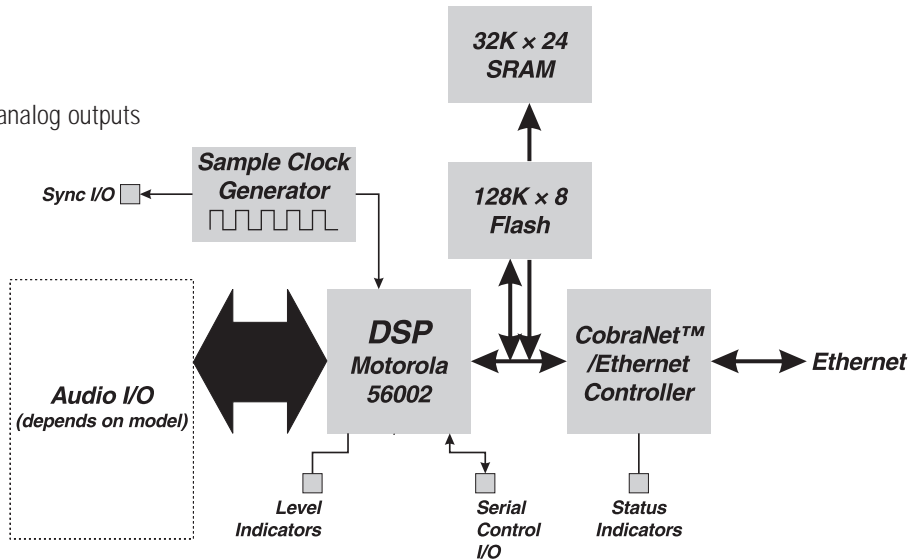 32K × 24
SRAM
analog outputs
Sample Clock
Generator
Sync I/O
128K × 8
Flash
DSP
Motorola
56002
CobraNet™
/Ethernet
Controller
Ethernet
Audio I/O
(depends on model)
Level
Indicators
Serial
Control
I/O
Status
Indicators